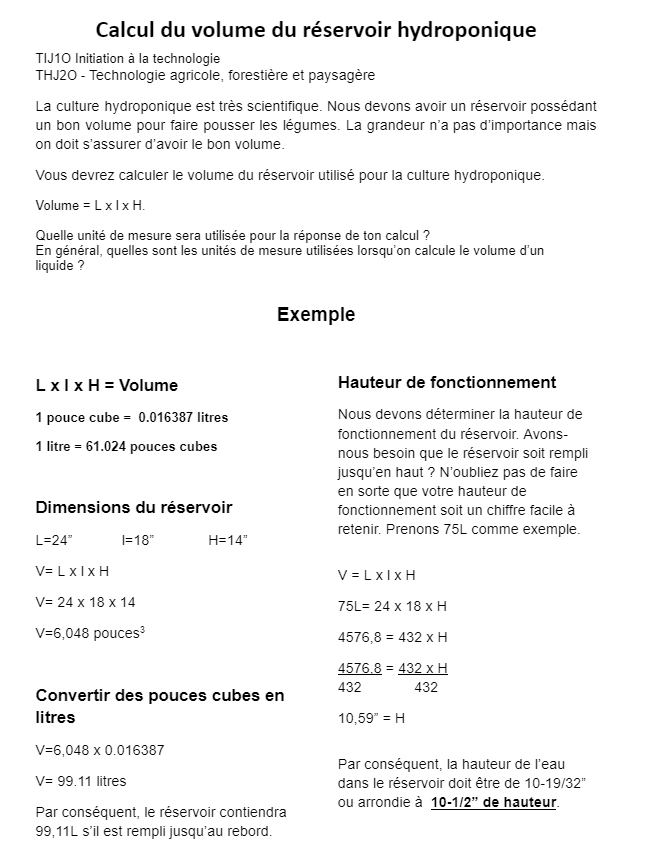 Calcul du volume du réservoir hydroponique
TIJ1O Initiation à la technologie
THJ2O - Technologie agricole, forestière et paysagère
La culture hydroponique est très scientifique. Nous devons avoir un réservoir possédant
un bon volume pour faire pousser les légumes. La grandeur n'a pas d'importance mais
on doit s'assurer d'avoir le bon volume.
Vous devrez calculer le volume du réservoir utilisé pour la culture hydroponique.
Volume = L x l x H.
Quelle unité de mesure sera utilisée pour la réponse de ton calcul ?
En général, quelles sont les unités de mesure utilisées lorsqu'on calcule le volume d'un
liquide ?
Exemple
L x l x H = Volume
1 pouce cube =  0.016387 litres
1 litre = 61.024 pouces cubes
Dimensions du réservoir
L=24" l=18" H=14"
V= L x l x H
V= 24 x 18 x 14
V=6,048 pouces³
Convertir des pouces cubes en
litres
V=6,048 x 0.016387
V= 99.11 litres
Par conséquent, le réservoir contiendra
99,11L s'il est rempli jusqu'au rebord.
Hauteur de fonctionnement
Nous devons déterminer la hauteur de
fonctionnement du réservoir. Avons-
nous besoin que le réservoir soit rempli
jusqu'en haut ? N'oubliez pas de faire
en sorte que votre hauteur de
fonctionnement soit un chiffre facile à
retenir. Prenons 75L comme exemple.
V = L x l x H
75L= 24 x 18 x H
4576,8 = 432 x H
4576,8 = 432 x H
432 432
10,59" = H
Par conséquent, la hauteur de l'eau
dans le réservoir doit être de 10-19/32"
ou arrondie à  10-1/2" de hauteur.